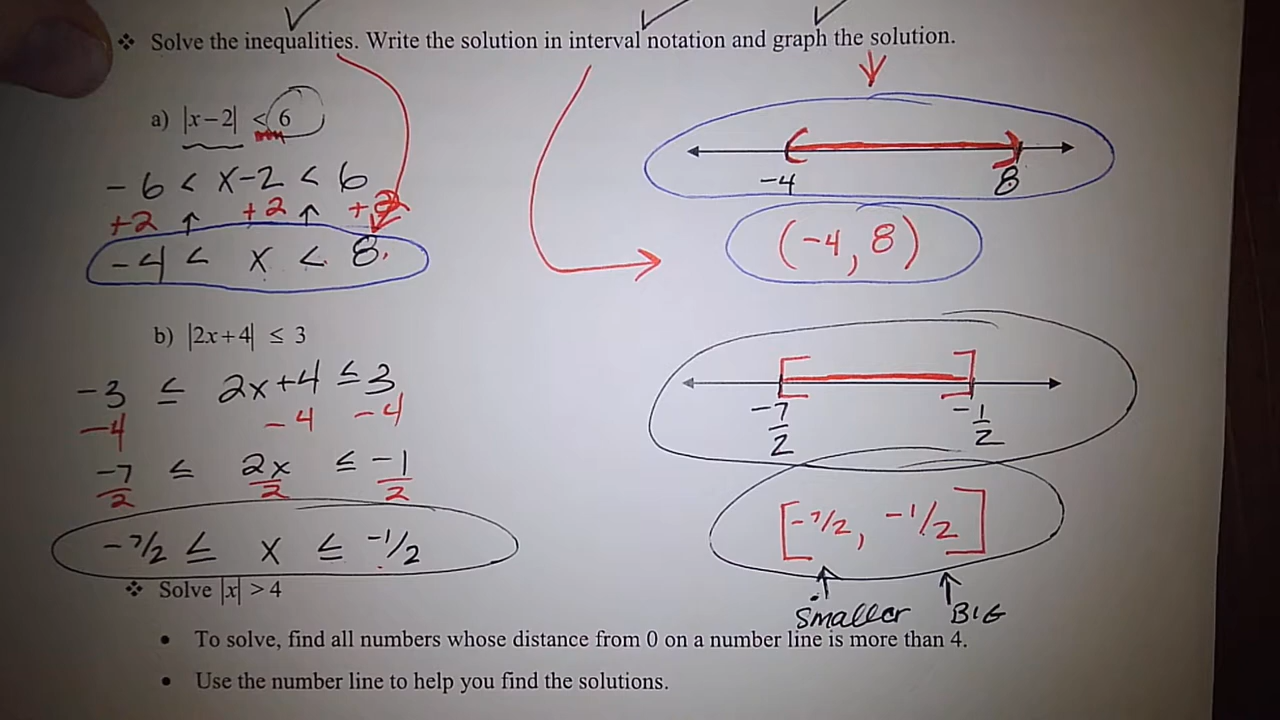 ❖ Solve the inequalities. Write the solution in interval notation and graph the solution.
a) |x−2| < 6
-6 < x-2 < 6
+2 +2 +2
-4 < x < 8
-4 8
(-4, 8)
b) |2x+4| ≤ 3
-3 ≤ 2x+4 ≤ 3
-4 -4 -4
-7/2 ≤ 2x/2 ≤ -1/2
-7/2 ≤ x ≤ -1/2
-7/2 -1/2
[-7/2, -1/2]
Smaller BIG
❖ Solve |x| > 4
• To solve, find all numbers whose distance from 0 on a number line is more than 4.
• Use the number line to help you find the solutions.